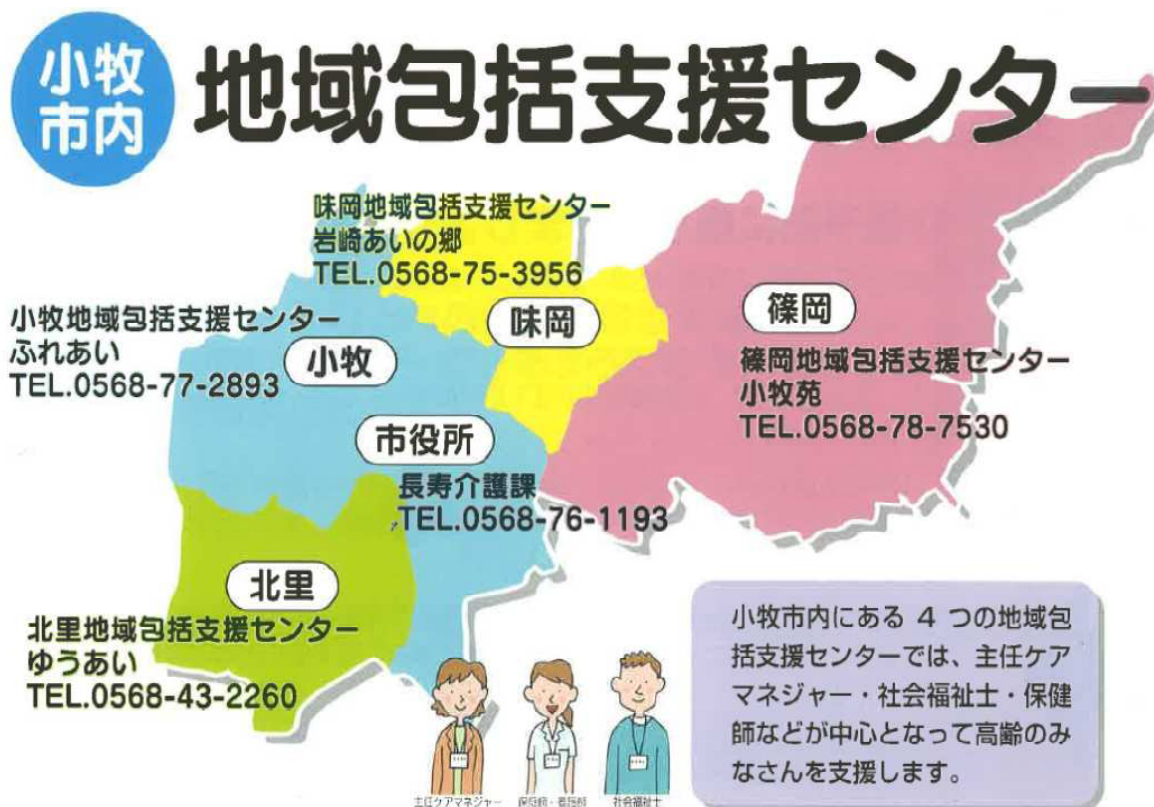 小牧
市内
地域包括支援センター
味岡地域包括支援センター
岩崎あいの郷
TEL.0568-75-3956
味岡
小牧地域包括支援センター
ふれあい
TEL.0568-77-2893
小牧
篠岡
篠岡地域包括支援センター
小牧苑
TEL.0568-78-7530
市役所
長寿介護課
TEL.0568-76-1193
北里
北里地域包括支援センター
ゆうあい
TEL.0568-43-2260
小牧市内にある 4 つの地域包
括支援センターでは、主任ケア
マネジャー・社会福祉士・保健
師などが中心となって高齢のみ
なさんを支援します。
主任ケアマネジャー
保健師・看護師
社会福祉士